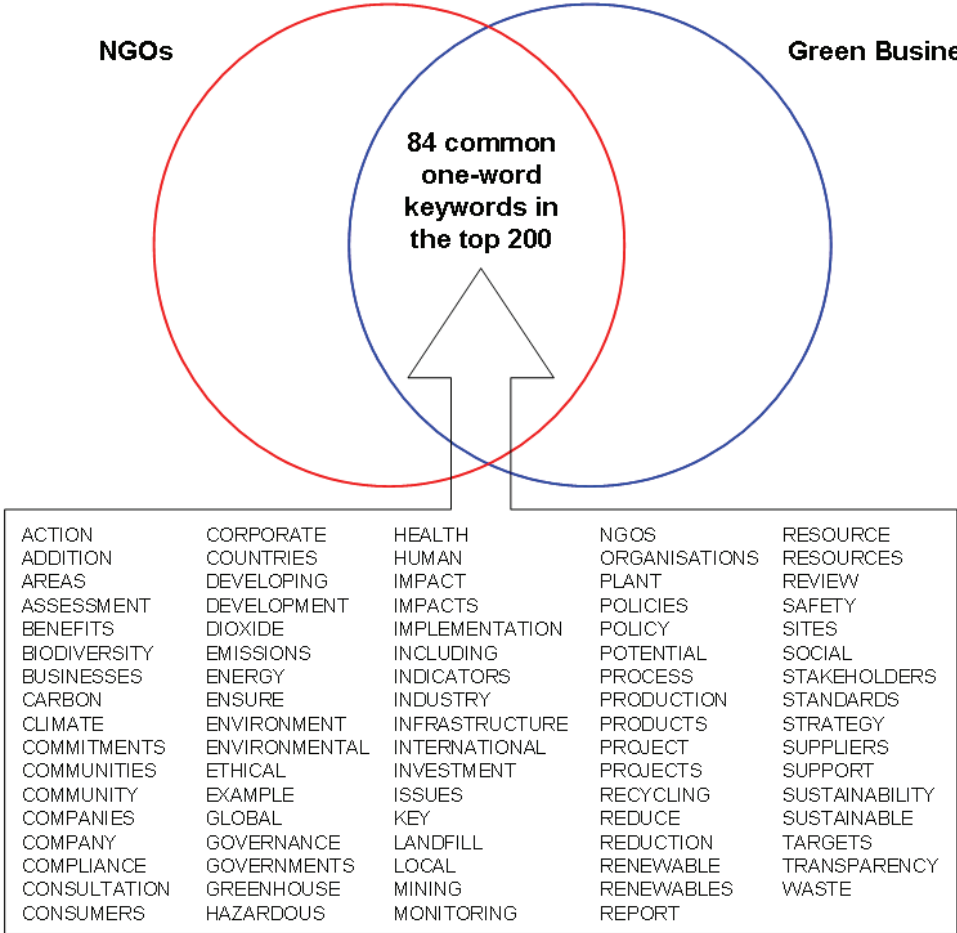 NGOs
Green Busine
84 common
one-word
keywords in
the top 200
ACTION CORPORATE HEALTH NGOS RESOURCE
ADDITION COUNTRIES HUMAN ORGANISATIONS RESOURCES
AREAS DEVELOPING IMPACT PLANT REVIEW
ASSESSMENT DEVELOPMENT IMPACTS POLICIES SAFETY
BENEFITS DIOXIDE IMPLEMENTATION POLICY SITES
BIODIVERSITY EMISSIONS INCLUDING POTENTIAL SOCIAL
BUSINESSES ENERGY INDICATORS PROCESS STAKEHOLDERS
CARBON ENSURE INDUSTRY PRODUCTION STANDARDS
CLIMATE ENVIRONMENT INFRASTRUCTURE PRODUCTS STRATEGY
COMMITMENTS ENVIRONMENTAL INTERNATIONAL PROJECT SUPPLIERS
COMMUNITIES ETHICAL INVESTMENT PROJECTS SUPPORT
COMMUNITY EXAMPLE ISSUES RECYCLING SUSTAINABILITY
COMPANIES GLOBAL KEY REDUCE SUSTAINABLE
COMPANY GOVERNANCE LANDFILL REDUCTION TARGETS
COMPLIANCE GOVERNMENTS LOCAL RENEWABLE TRANSPARENCY
CONSULTATION GREENHOUSE MINING RENEWABLES WASTE
CONSUMERS HAZARDOUS MONITORING REPORT